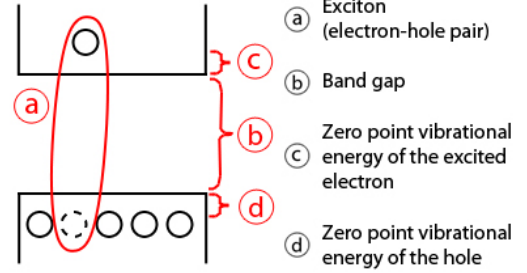 a
Exciton
(electron-hole pair)
b
Band gap
c
Zero point vibrational
energy of the excited
electron
d
Zero point vibrational
energy of the hole
c
a
b
d